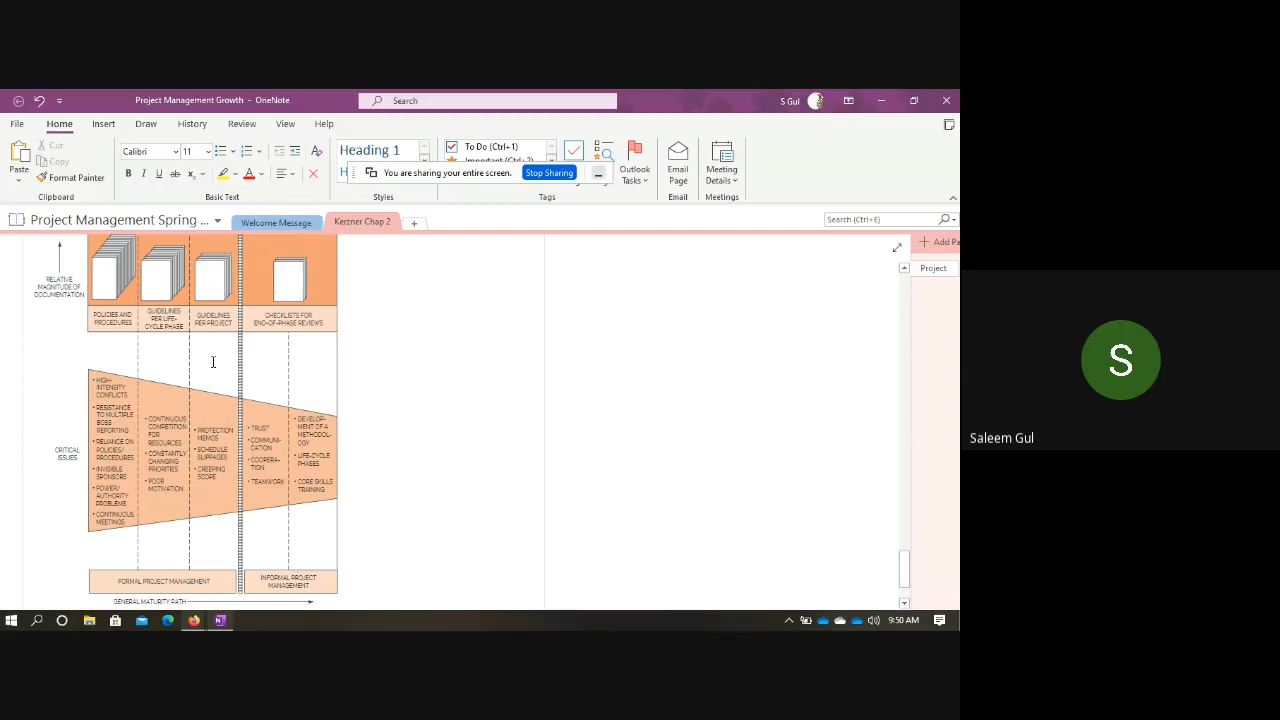 Project Management Growth - OneNote
Search
S Gul
File Home Insert Draw History Review View Help
Paste
Cut
Copy
Format Painter
Clipboard
Calibri 11
B I U ab x
A
Basic Text
Heading 1
H
Styles
To Do (Ctrl+1)
Important (Ctrl+2)
Tags
You are sharing your entire screen.
Stop Sharing
Outlook
Tasks
Email
Page
Email
Meeting
Details
Meetings
Project Management Spring ...
Welcome Message
Kerzner Chap 2
+
Search (Ctrl+E)
Add Pa
Project
RELATIVE
MAGNITUDE OF
DOCUMENTATION
POLICIES AND
PROCEDURES
GUIDELINES
PER LIFE-
CYCLE PHASE
GUIDELINES
PER PROJECT
CHECKLISTS FOR
END-OF-PHASE REVIEWS
CRITICAL
ISSUES
• HIGH-
INTENSITY
CONFLICTS
• RESISTANCE
TO MULTIPLE
BOSS
REPORTING
• RELIANCE ON
POLICIES/
PROCEDURES
• INVISIBLE
SPONSORS
• POWER/
AUTHORITY
PROBLEMS
• CONTINUOUS
MEETINGS
• CONTINUOUS
COMPETITION
FOR
RESOURCES
• CONSTANTLY
CHANGING
PRIORITIES
• POOR
MOTIVATION
• PROTECTION
MEMOS
• SCHEDULE
SLIPPAGES
• CREEPING
SCOPE
• TRUST
• COMMUNI-
CATION
• COOPERA-
TION
• TEAMWORK
• DEVELOP-
MENT OF A
METHODOL-
OGY
• LIFE-CYCLE
PHASES
• CORE SKILLS
TRAINING
FORMAL PROJECT MANAGEMENT
INFORMAL PROJECT
MANAGEMENT
GENERAL MATURITY PATH
9:50 AM
S
Saleem Gul